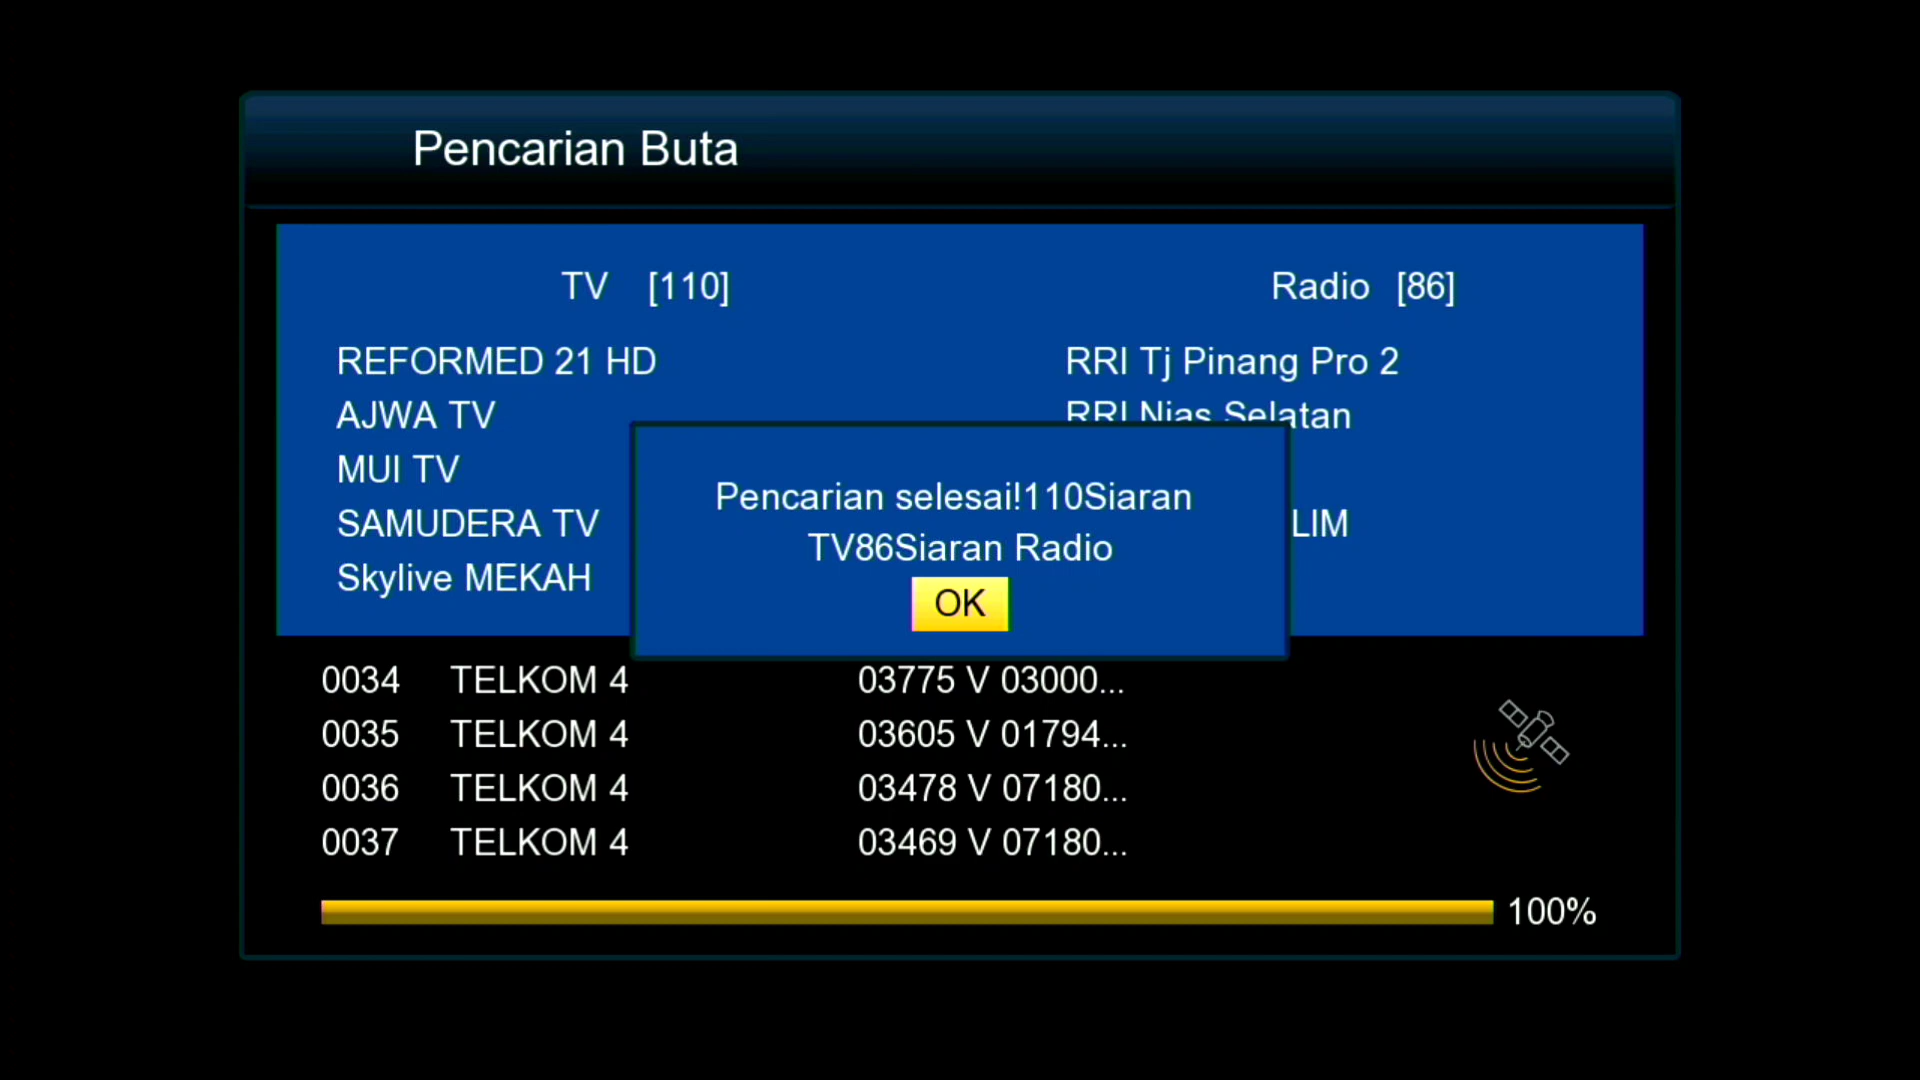 Pencarian Buta
TV [110]
Radio [86]
REFORMED 21 HD
AJWA TV
MUI TV
SAMUDERA TV
Skylive MEKAH
RRI Tj Pinang Pro 2
RRI Nias Selatan
Pencarian selesai!110Siaran
TV86Siaran Radio
OK
0034 TELKOM 4 03775 V 03000...
0035 TELKOM 4 03605 V 01794...
0036 TELKOM 4 03478 V 07180...
0037 TELKOM 4 03469 V 07180...
100%